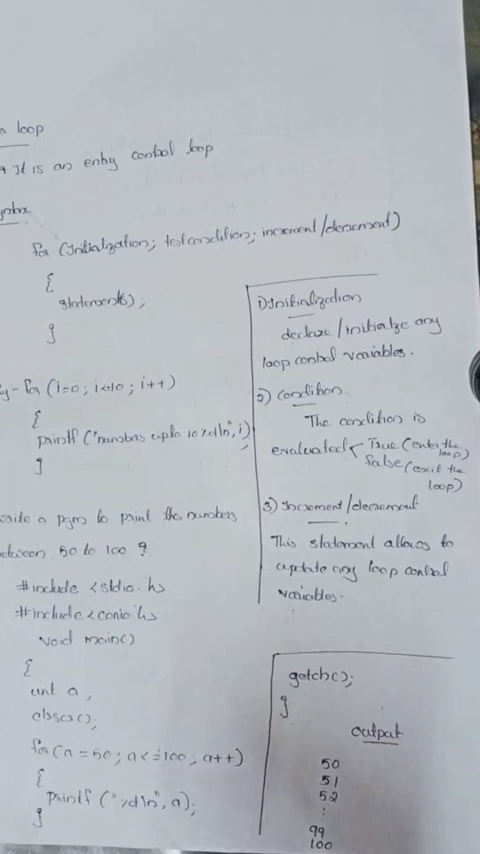 a loop
It is an entry control loop
yntax
for (Initialization; test condition; increment/decrement)
{
statements);
}
eg - for (i=0; i<=10; i++)
{
printf ("numbers upto 10 %d\n", i);
}
1) Initialization
declare/initialize any
loop control variables.
2) condition
The condition is
evaluated < True (enter the loop)
false (exit the loop)
3) Increment/decrement
This statement allows to
update any loop control
variables.
write a pgm to print the numbers
between 50 to 100 ?
#include <stdio.h>
#include <conio.h>
void main()
{
int a,
clrscr();
for (a = 50; a <= 100; a++)
{
printf ("%d\n", a);
}
getch();
}
output
50
51
52
⋮
99
100